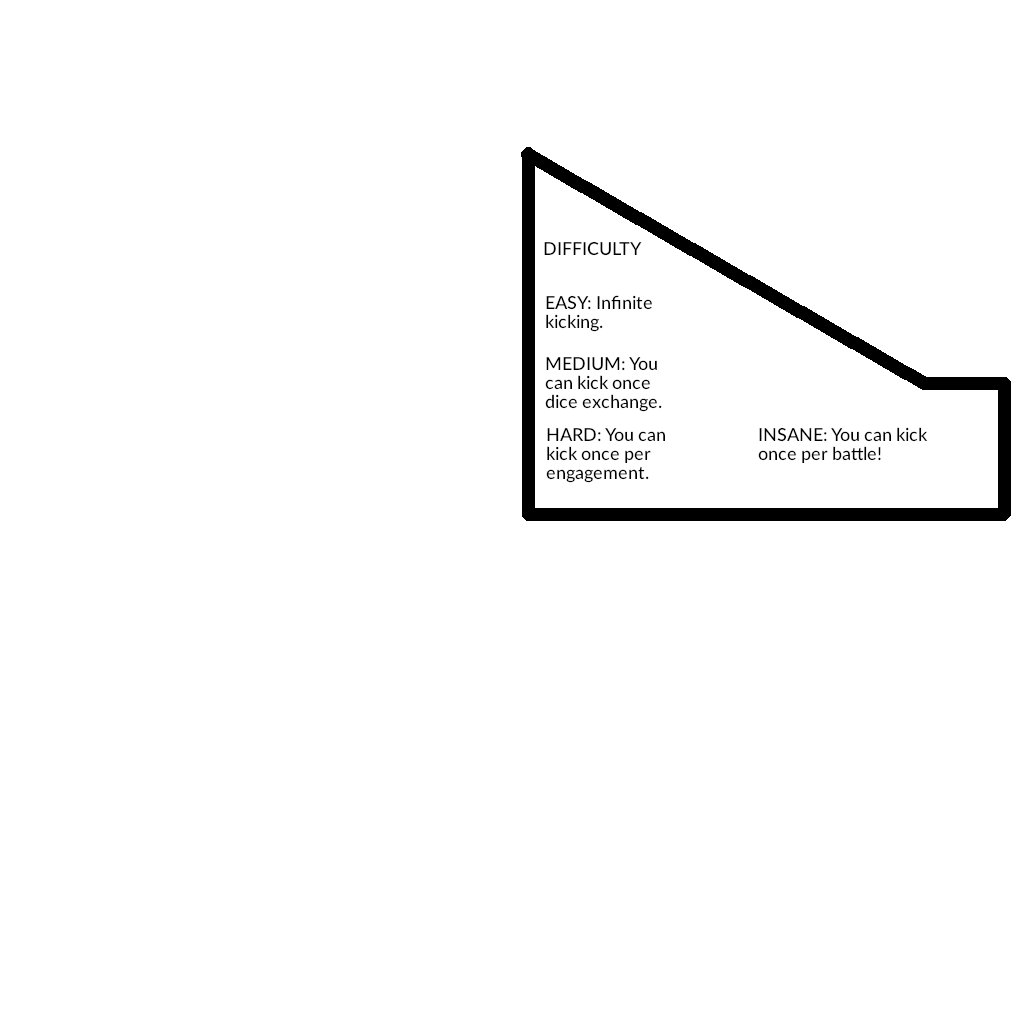 DIFFICULTY
EASY: Infinite
kicking.
MEDIUM: You
can kick once
dice exchange.
HARD: You can
kick once per
engagement.
INSANE: You can kick
once per battle!